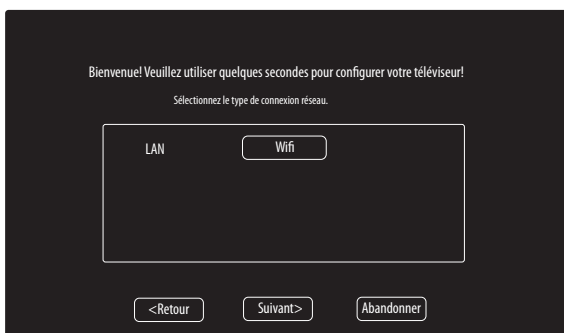 Bienvenue! Veuillez utiliser quelques secondes pour configurer votre téléviseur!
Sélectionnez le type de connexion réseau.
LAN Wifi
<Retour Suivant> Abandonner